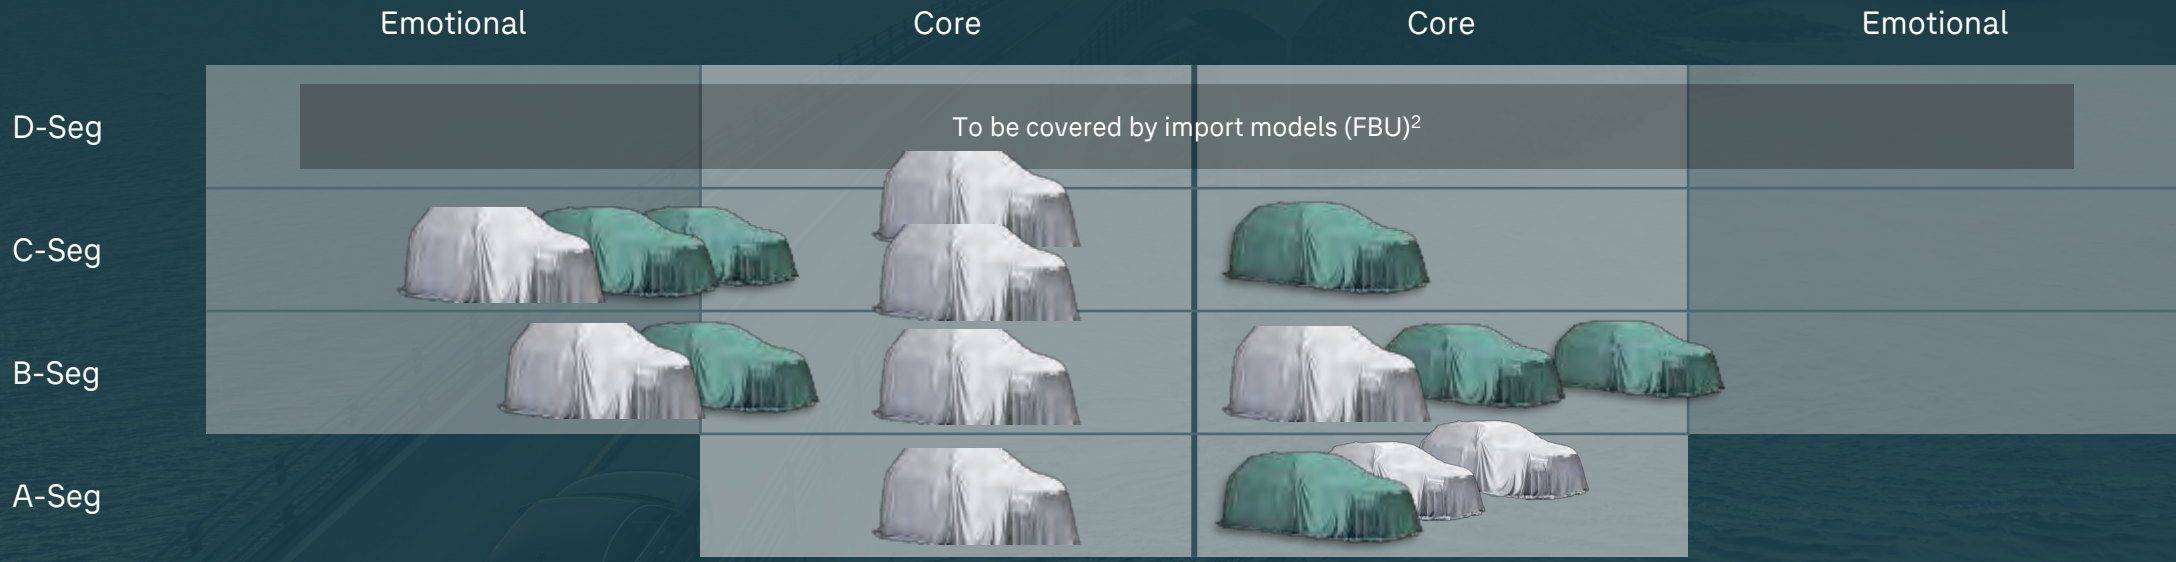 Emotional Core Core Emotional
D-Seg To be covered by import models (FBU)²
C-Seg
B-Seg
A-Seg